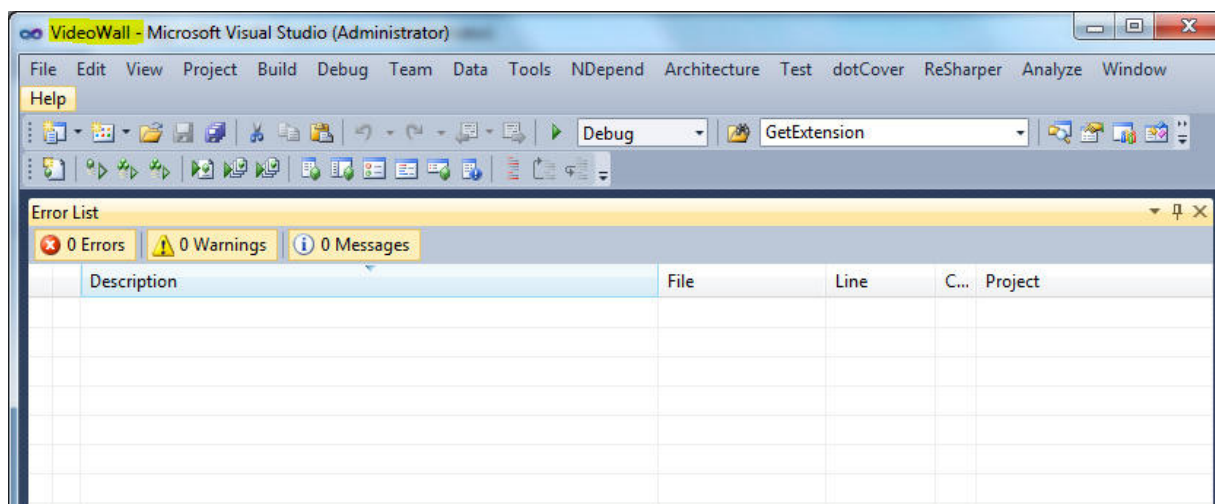 VideoWall - Microsoft Visual Studio (Administrator)
File Edit View Project Build Debug Team Data Tools NDepend Architecture Test dotCover ReSharper Analyze Window
Help
Debug GetExtension
Error List
0 Errors 0 Warnings 0 Messages
Description File Line C... Project